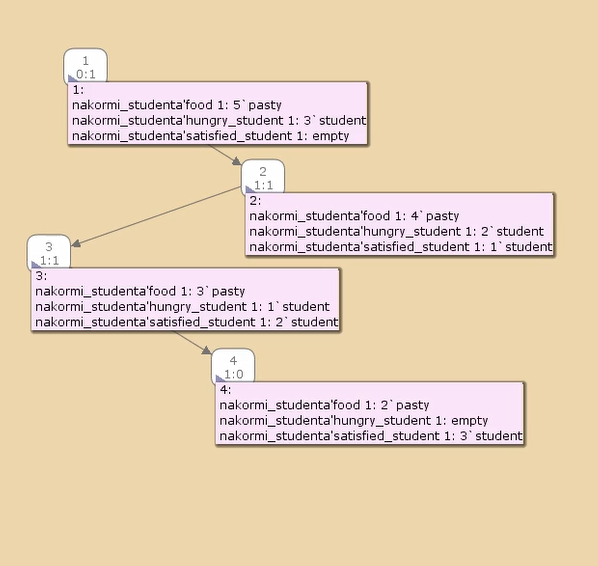 1
0:1
1:
nakormi_studenta'food 1: 5`pasty
nakormi_studenta'hungry_student 1: 3`student
nakormi_studenta'satisfied_student 1: empty
2
1:1
2:
nakormi_studenta'food 1: 4`pasty
nakormi_studenta'hungry_student 1: 2`student
nakormi_studenta'satisfied_student 1: 1`student
3
1:1
3:
nakormi_studenta'food 1: 3`pasty
nakormi_studenta'hungry_student 1: 1`student
nakormi_studenta'satisfied_student 1: 2`student
4
1:0
4:
nakormi_studenta'food 1: 2`pasty
nakormi_studenta'hungry_student 1: empty
nakormi_studenta'satisfied_student 1: 3`student